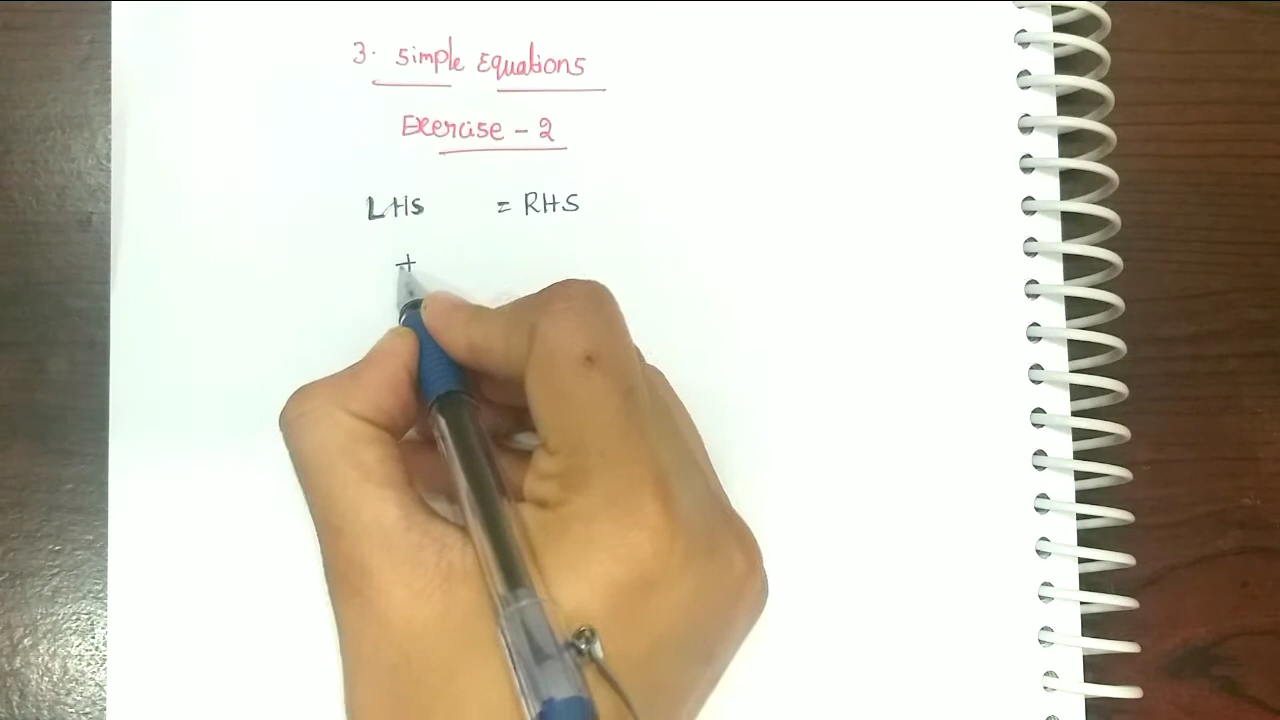 3. Simple Equations
Exercise - 2
LHS = RHS
+